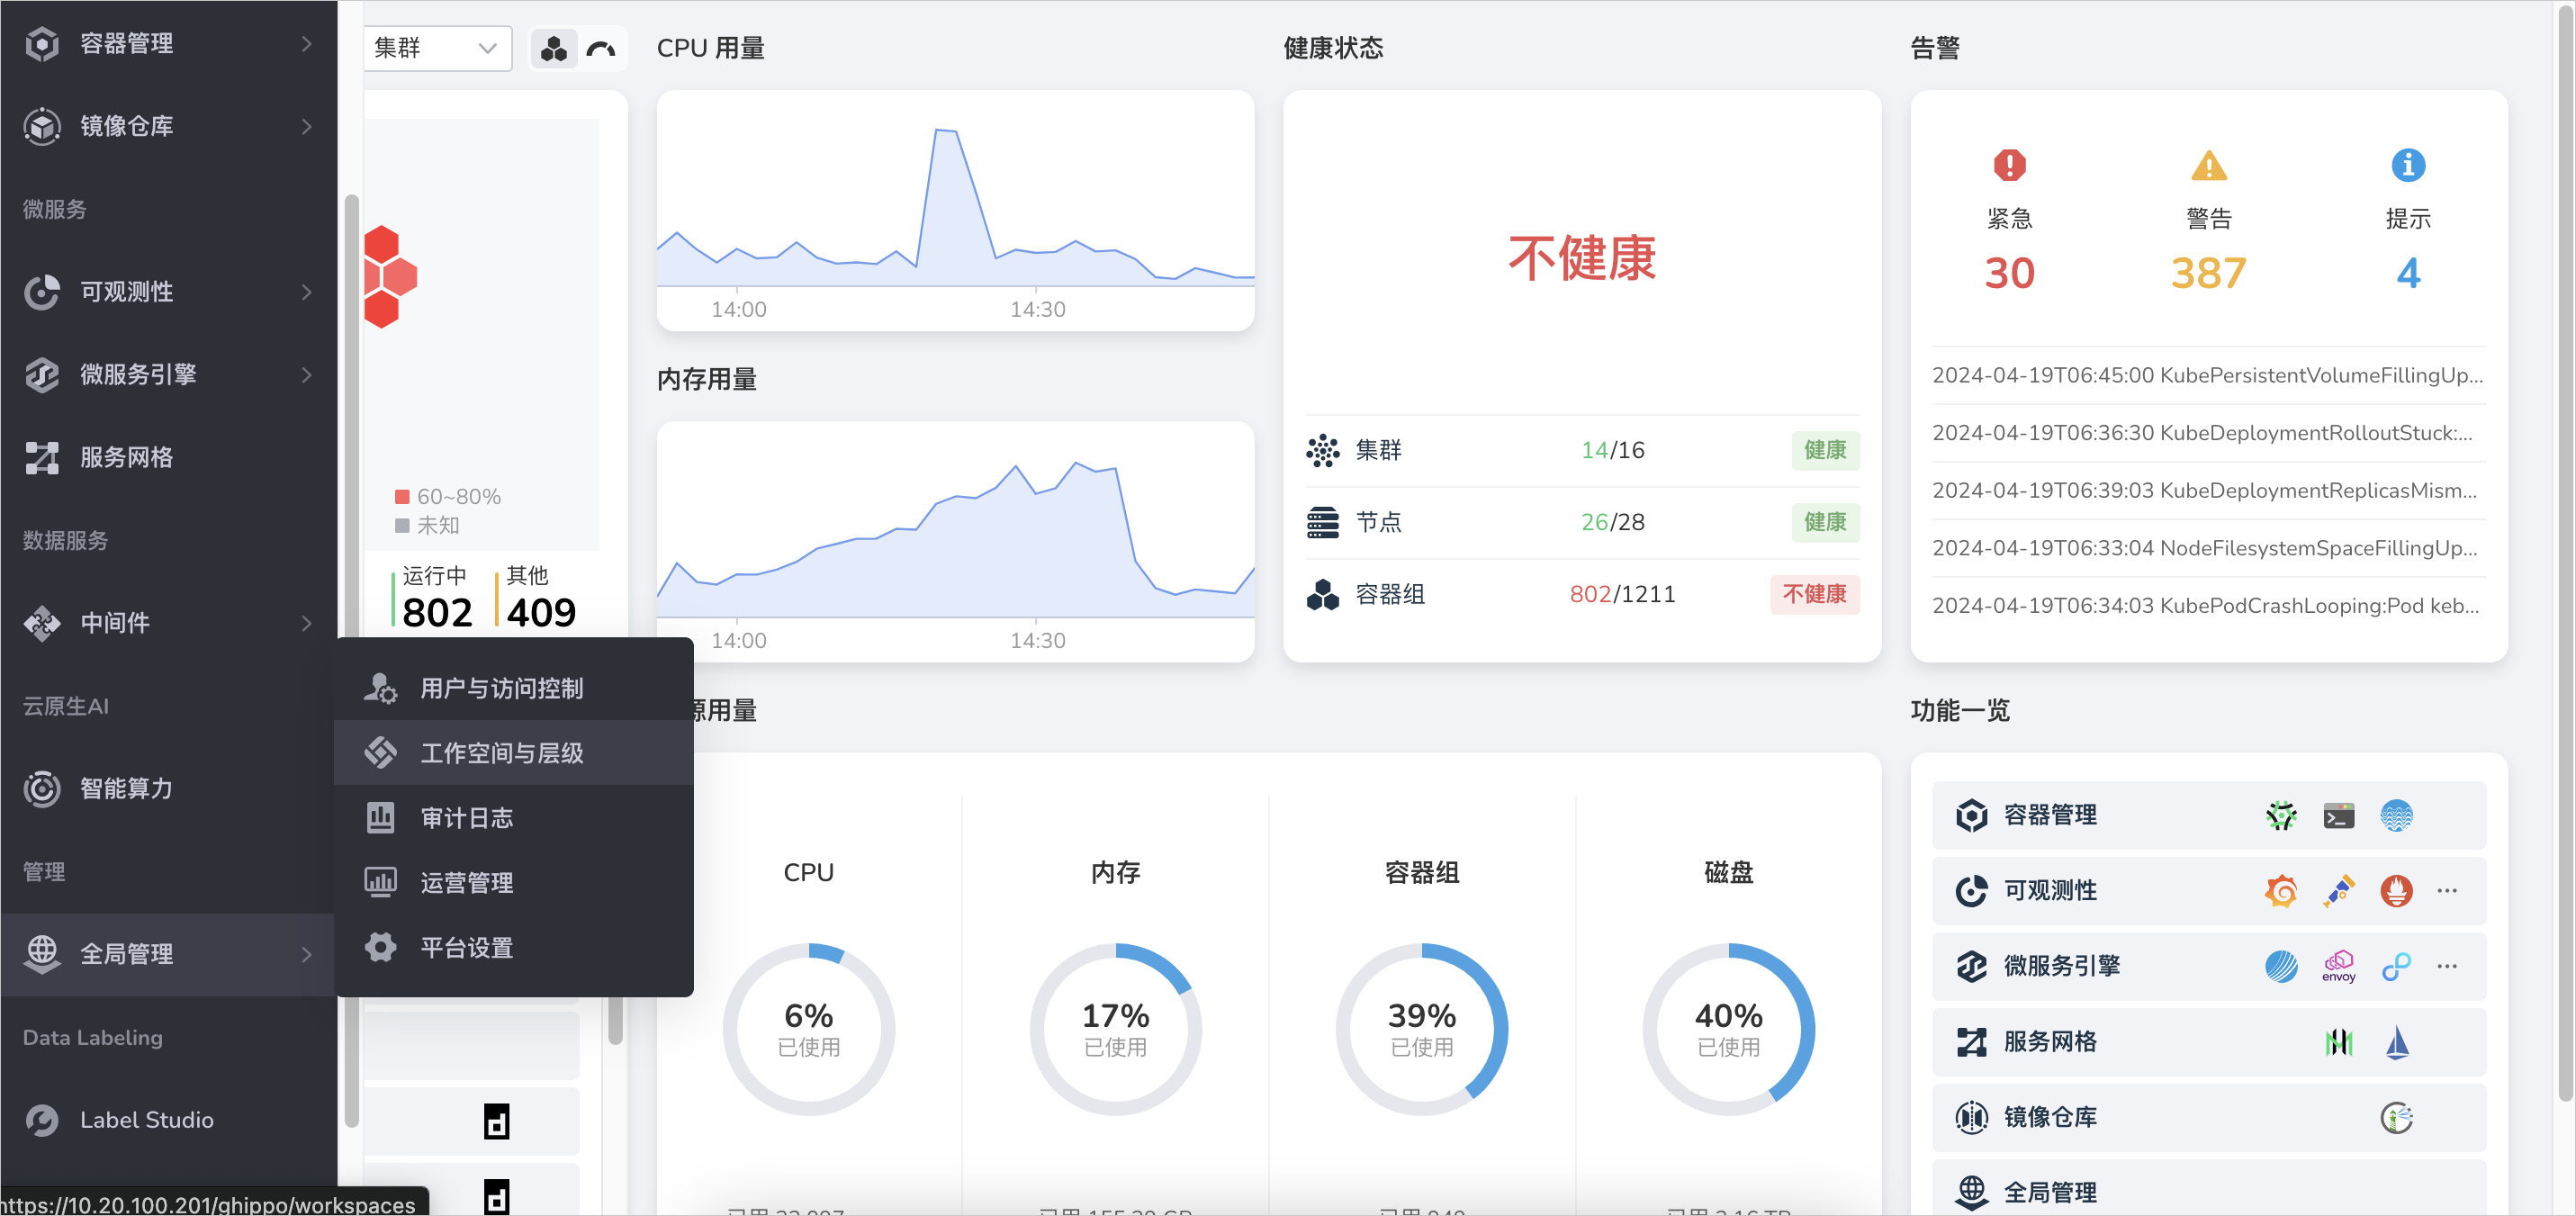 容器管理
镜像仓库
微服务
可观测性
微服务引擎
服务网格
数据服务
中间件
云原生AI
智能算力
管理
全局管理
Data Labeling
Label Studio
https://10.20.100.201/ghippo/workspaces
用户与访问控制
工作空间与层级
审计日志
运营管理
平台设置
集群
60~80%
未知
运行中
802
其他
409
CPU 用量
14:00
14:30
内存用量
14:00
14:30
源用量
CPU
6%
已使用
内存
17%
已使用
容器组
39%
已使用
磁盘
40%
已使用
健康状态
不健康
集群
14/16
健康
节点
26/28
健康
容器组
802/1211
不健康
告警
紧急
30
警告
387
提示
4
2024-04-19T06:45:00 KubePersistentVolumeFillingUp...
2024-04-19T06:36:30 KubeDeploymentRolloutStuck:...
2024-04-19T06:39:03 KubeDeploymentReplicasMism...
2024-04-19T06:33:04 NodeFilesystemSpaceFillingUp...
2024-04-19T06:34:03 KubePodCrashLooping:Pod keb...
功能一览
容器管理
可观测性
微服务引擎
envoy
服务网格
镜像仓库
全局管理